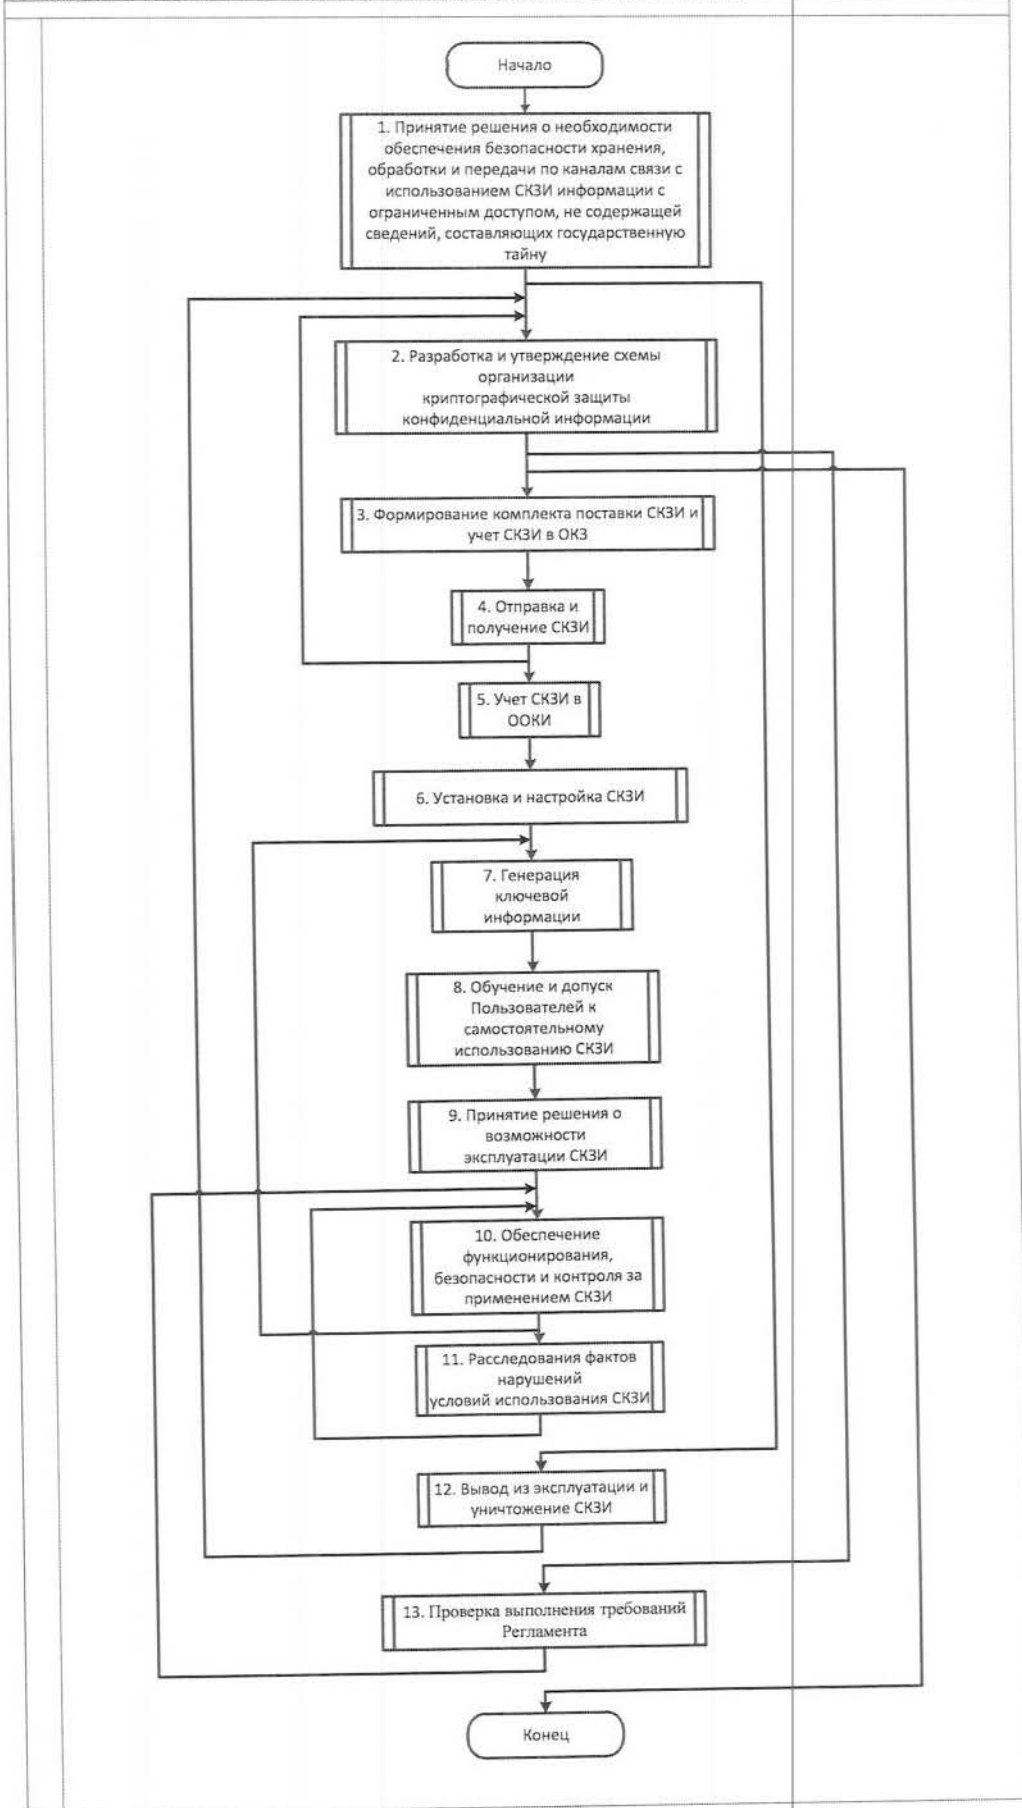 Начало
1. Принятие решения о необходимости
обеспечения безопасности хранения,
обработки и передачи по каналам связи с
использованием СКЗИ информации с
ограниченным доступом, не содержащей
сведений, составляющих государственную
тайну
2. Разработка и утверждение схемы
организации
криптографической защиты
конфиденциальной информации
3. Формирование комплекта поставки СКЗИ и
учет СКЗИ в ОКЗ
4. Отправка и
получение СКЗИ
5. Учет СКЗИ в
ООКИ
6. Установка и настройка СКЗИ
7. Генерация
ключевой
информации
8. Обучение и допуск
Пользователей к
самостоятельному
использованию СКЗИ
9. Принятие решения о
возможности
эксплуатации СКЗИ
10. Обеспечение
функционирования,
безопасности и контроля за
применением СКЗИ
11. Расследования фактов
нарушений
условий использования СКЗИ
12. Вывод из эксплуатации и
уничтожение СКЗИ
13. Проверка выполнения требований
Регламента
Конец